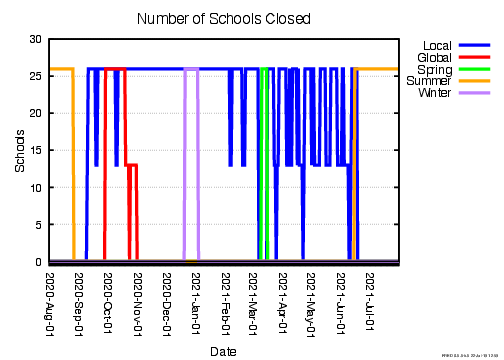 Number of Schools Closed
Local
Global
Spring
Summer
Winter
30
25
20
15
10
5
0
Schools
2020-Aug-01
2020-Sep-01
2020-Oct-01
2020-Nov-01
2020-Dec-01
2021-Jan-01
2021-Feb-01
2021-Mar-01
2021-Apr-01
2021-May-01
2021-Jun-01
2021-Jul-01
Date